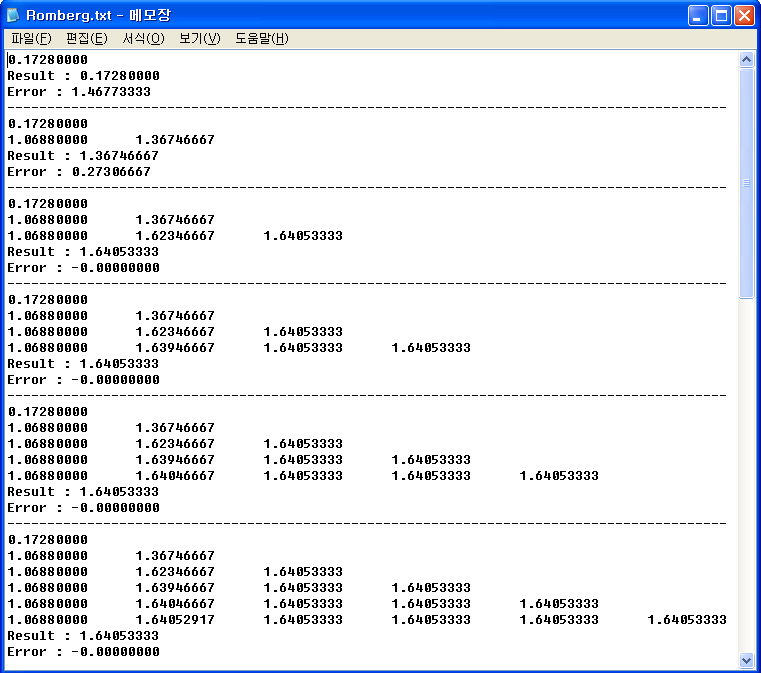 Romberg.txt - 메모장
파일(F) 편집(E) 서식(O) 보기(V) 도움말(H)
0.17280000
Result : 0.17280000
Error : 1.46773333
------------------------------------------------------------------------------------------
0.17280000
1.06880000      1.36746667
Result : 1.36746667
Error : 0.27306667
------------------------------------------------------------------------------------------
0.17280000
1.06880000      1.36746667
1.06880000      1.62346667      1.64053333
Result : 1.64053333
Error : -0.00000000
------------------------------------------------------------------------------------------
0.17280000
1.06880000      1.36746667
1.06880000      1.62346667      1.64053333
1.06880000      1.63946667      1.64053333      1.64053333
Result : 1.64053333
Error : -0.00000000
------------------------------------------------------------------------------------------
0.17280000
1.06880000      1.36746667
1.06880000      1.62346667      1.64053333
1.06880000      1.63946667      1.64053333      1.64053333
1.06880000      1.64046667      1.64053333      1.64053333      1.64053333
Result : 1.64053333
Error : -0.00000000
------------------------------------------------------------------------------------------
0.17280000
1.06880000      1.36746667
1.06880000      1.62346667      1.64053333
1.06880000      1.63946667      1.64053333      1.64053333
1.06880000      1.64046667      1.64053333      1.64053333      1.64053333
1.06880000      1.64052917      1.64053333      1.64053333      1.64053333      1.64053333
Result : 1.64053333
Error : -0.00000000